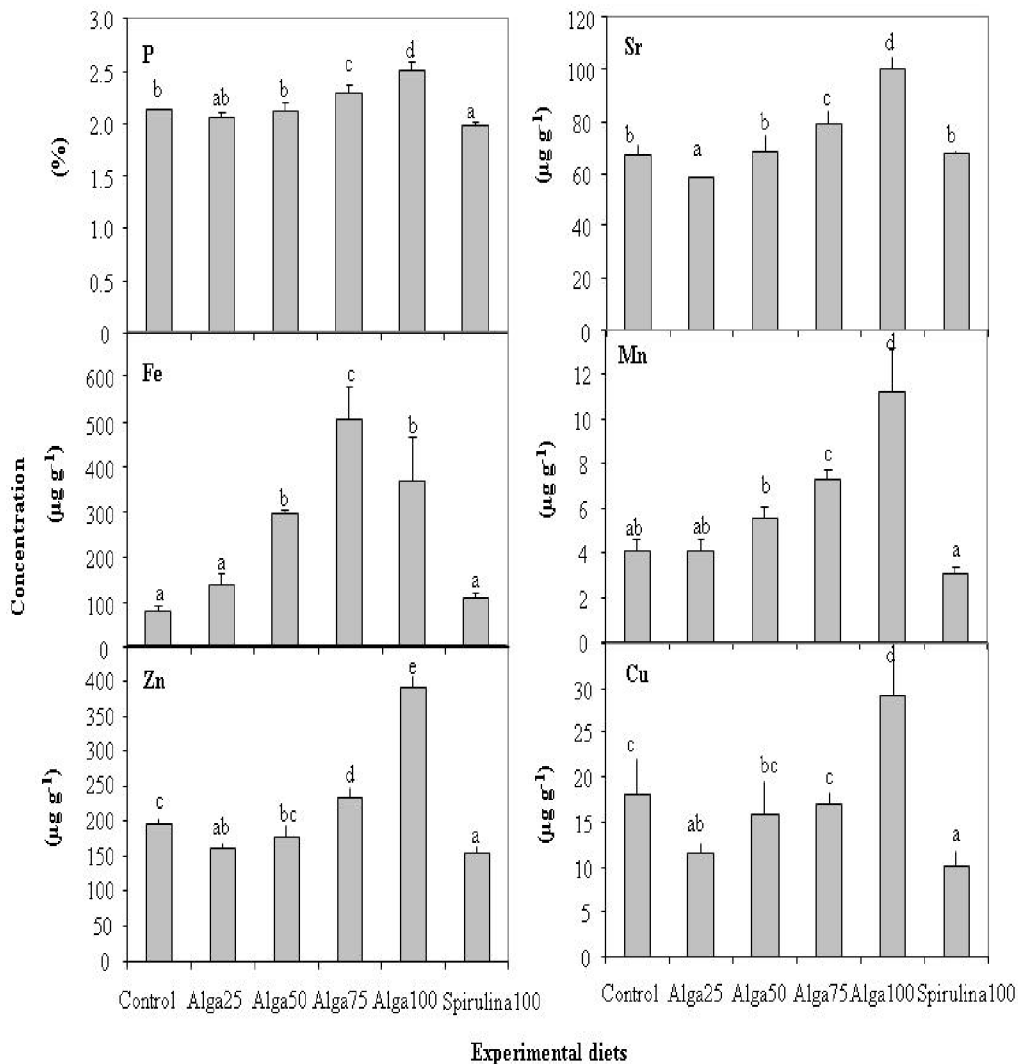 3.0
2.5
2.0
1.5
1.0
0.5
0
(%)
P
b
ab
b
c
d
a
120
100
80
60
40
20
0
(µg g⁻¹)
Sr
b
a
b
c
d
b
600
500
400
300
200
100
0
Concentration
(µg g⁻¹)
Fe
a
a
b
c
b
a
12
10
8
6
4
2
0
(µg g⁻¹)
Mn
ab
ab
b
c
d
a
400
350
300
250
200
150
100
50
0
(µg g⁻¹)
Zn
c
ab
bc
d
e
a
30
25
20
15
10
5
0
(µg g⁻¹)
Cu
c
ab
bc
c
d
a
Control Alga25 Alga50 Alga75 Alga100 Spirulina100
Control Alga25 Alga50 Alga75 Alga100 Spirulina100
Experimental diets